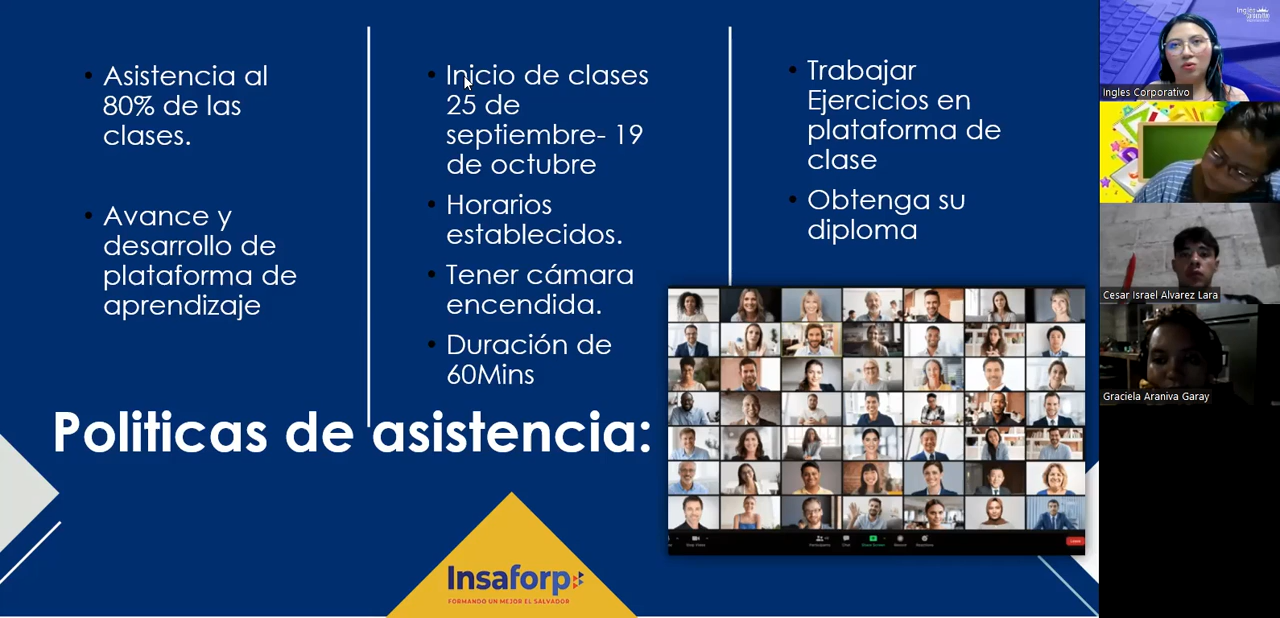 Asistencia al
80% de las
clases.
Avance y
desarrollo de
plataforma de
aprendizaje
Inicio de clases
25 de
septiembre- 19
de octubre
Horarios
establecidos.
Tener cámara
encendida.
Duración de
60Mins
Trabajar
Ejercicios en
plataforma de
clase
Obtenga su
diploma
Politicas de asistencia:
Insaforp
FORMANDO UN MEJOR EL SALVADOR
Ingles Corporativo
Cesar Israel Alvarez Lara
Graciela Araniva Garay